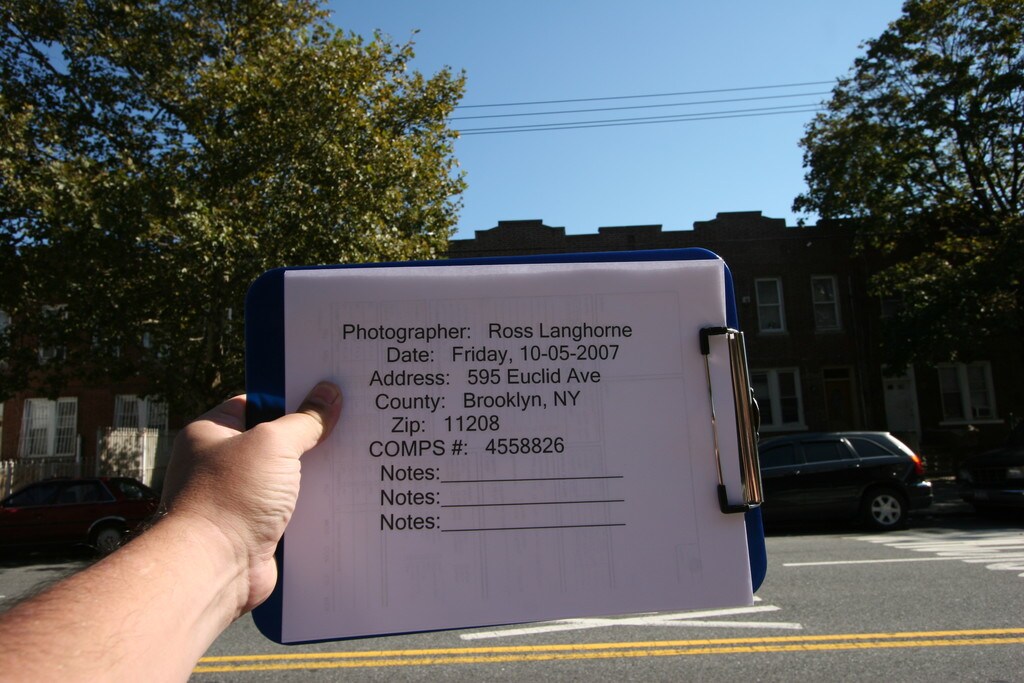 Photographer: Ross Langhorne
Date: Friday, 10-05-2007
Address: 595 Euclid Ave
County: Brooklyn, NY
Zip: 11208
COMPS #: 4558826
Notes:
Notes:
Notes: